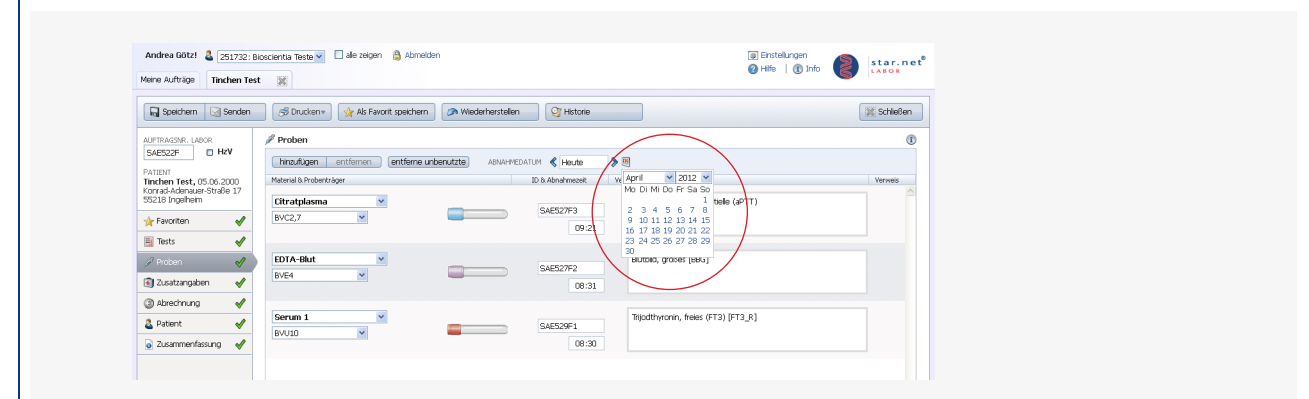 Andrea Götz! 251732: Bioscientia Teste alle zeigen Abmelden
Einstellungen
Hilfe | Info
star.net®
LABOR
Meine Aufträge Tinchen Test
Speichern Senden Drucken Als Favorit speichern Wiederherstellen Historie Schließen
AUFTRAGSNR. LABOR
SAE522F HzV
PATIENT
Tinchen Test, 05.06.2000
Konrad-Adenauer-Straße 17
55218 Ingelheim
Favoriten
Tests
Proben
Zusatzangaben
Abrechnung
Patient
Zusammenfassung
Proben
hinzufügen entfernen entferne unbenutzte ABNAHMEDATUM Heute
Material & Probenträger ID & Abnahmezeit Verweis
April 2012
Mo Di Mi Do Fr Sa So
1
2 3 4 5 6 7 8
9 10 11 12 13 14 15
16 17 18 19 20 21 22
23 24 25 26 27 28 29
30
Citratplasma
BVC2,7
SAE527F3
09:21
(aPTT)
EDTA-Blut
BVE4
SAE527F2
08:31
Blutbild, großes [BBG]
Serum 1
BVU10
SAE529F1
08:30
Trijodthyronin, freies (FT3) [FT3_R]